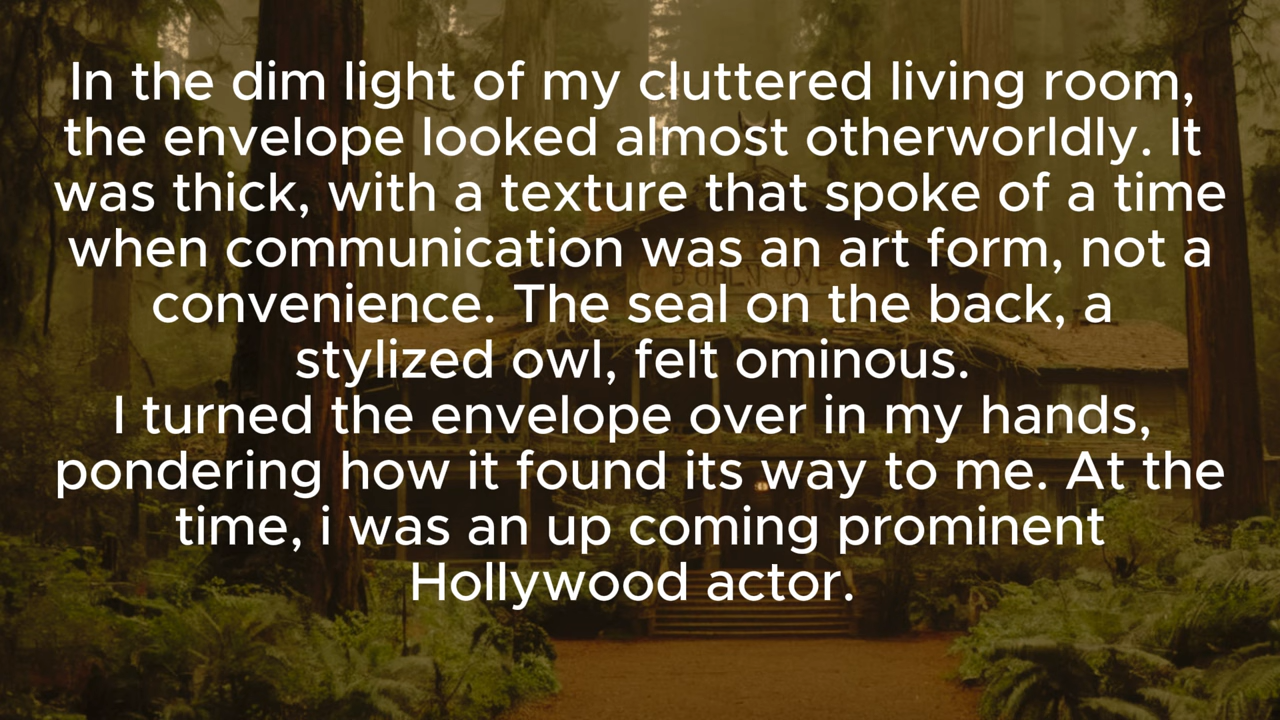 In the dim light of my cluttered living room,
the envelope looked almost otherworldly. It
was thick, with a texture that spoke of a time
when communication was an art form, not a
convenience. The seal on the back, a
stylized owl, felt ominous.
I turned the envelope over in my hands,
pondering how it found its way to me. At the
time, i was an up coming prominent
Hollywood actor.